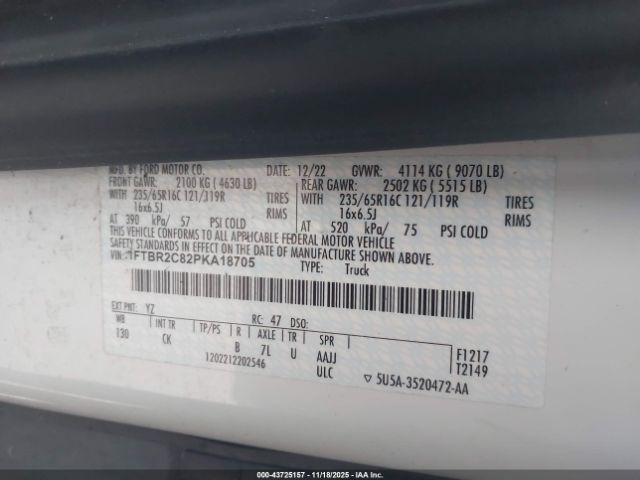 MFD. BY FORD MOTOR CO. DATE: 12/22 GVWR: 4114 KG ( 9070 LB)
FRONT GAWR: 2100 KG ( 4630 LB) REAR GAWR: 2502 KG ( 5515 LB)
WITH 235/65R16C 121/119R TIRES WITH 235/65R16C 121/119R TIRES
16x6.5J RIMS 16x6.5J RIMS
AT 390 kPa/ 57 PSI COLD AT 520 kPa/ 75 PSI COLD
THIS VEHICLE CONFORMS TO ALL APPLICABLE FEDERAL MOTOR VEHICLE
SAFETY STANDARDS IN EFFECT ON THE DATE OF MANUFACTURE SHOWN ABOVE.
VIN: 1FTBR2C82PKA18705 TYPE: Truck
EXT PNT: YZ RC: 47 DSO:
WB INT TR TP/PS R AXLE TR SPR F1217
130 CK B 7L U AAJJ T2149
1202212202546 ULC ▽ 5U5A-3520472-AA
000-43725157 - 11/18/2025 - IAAI.COM